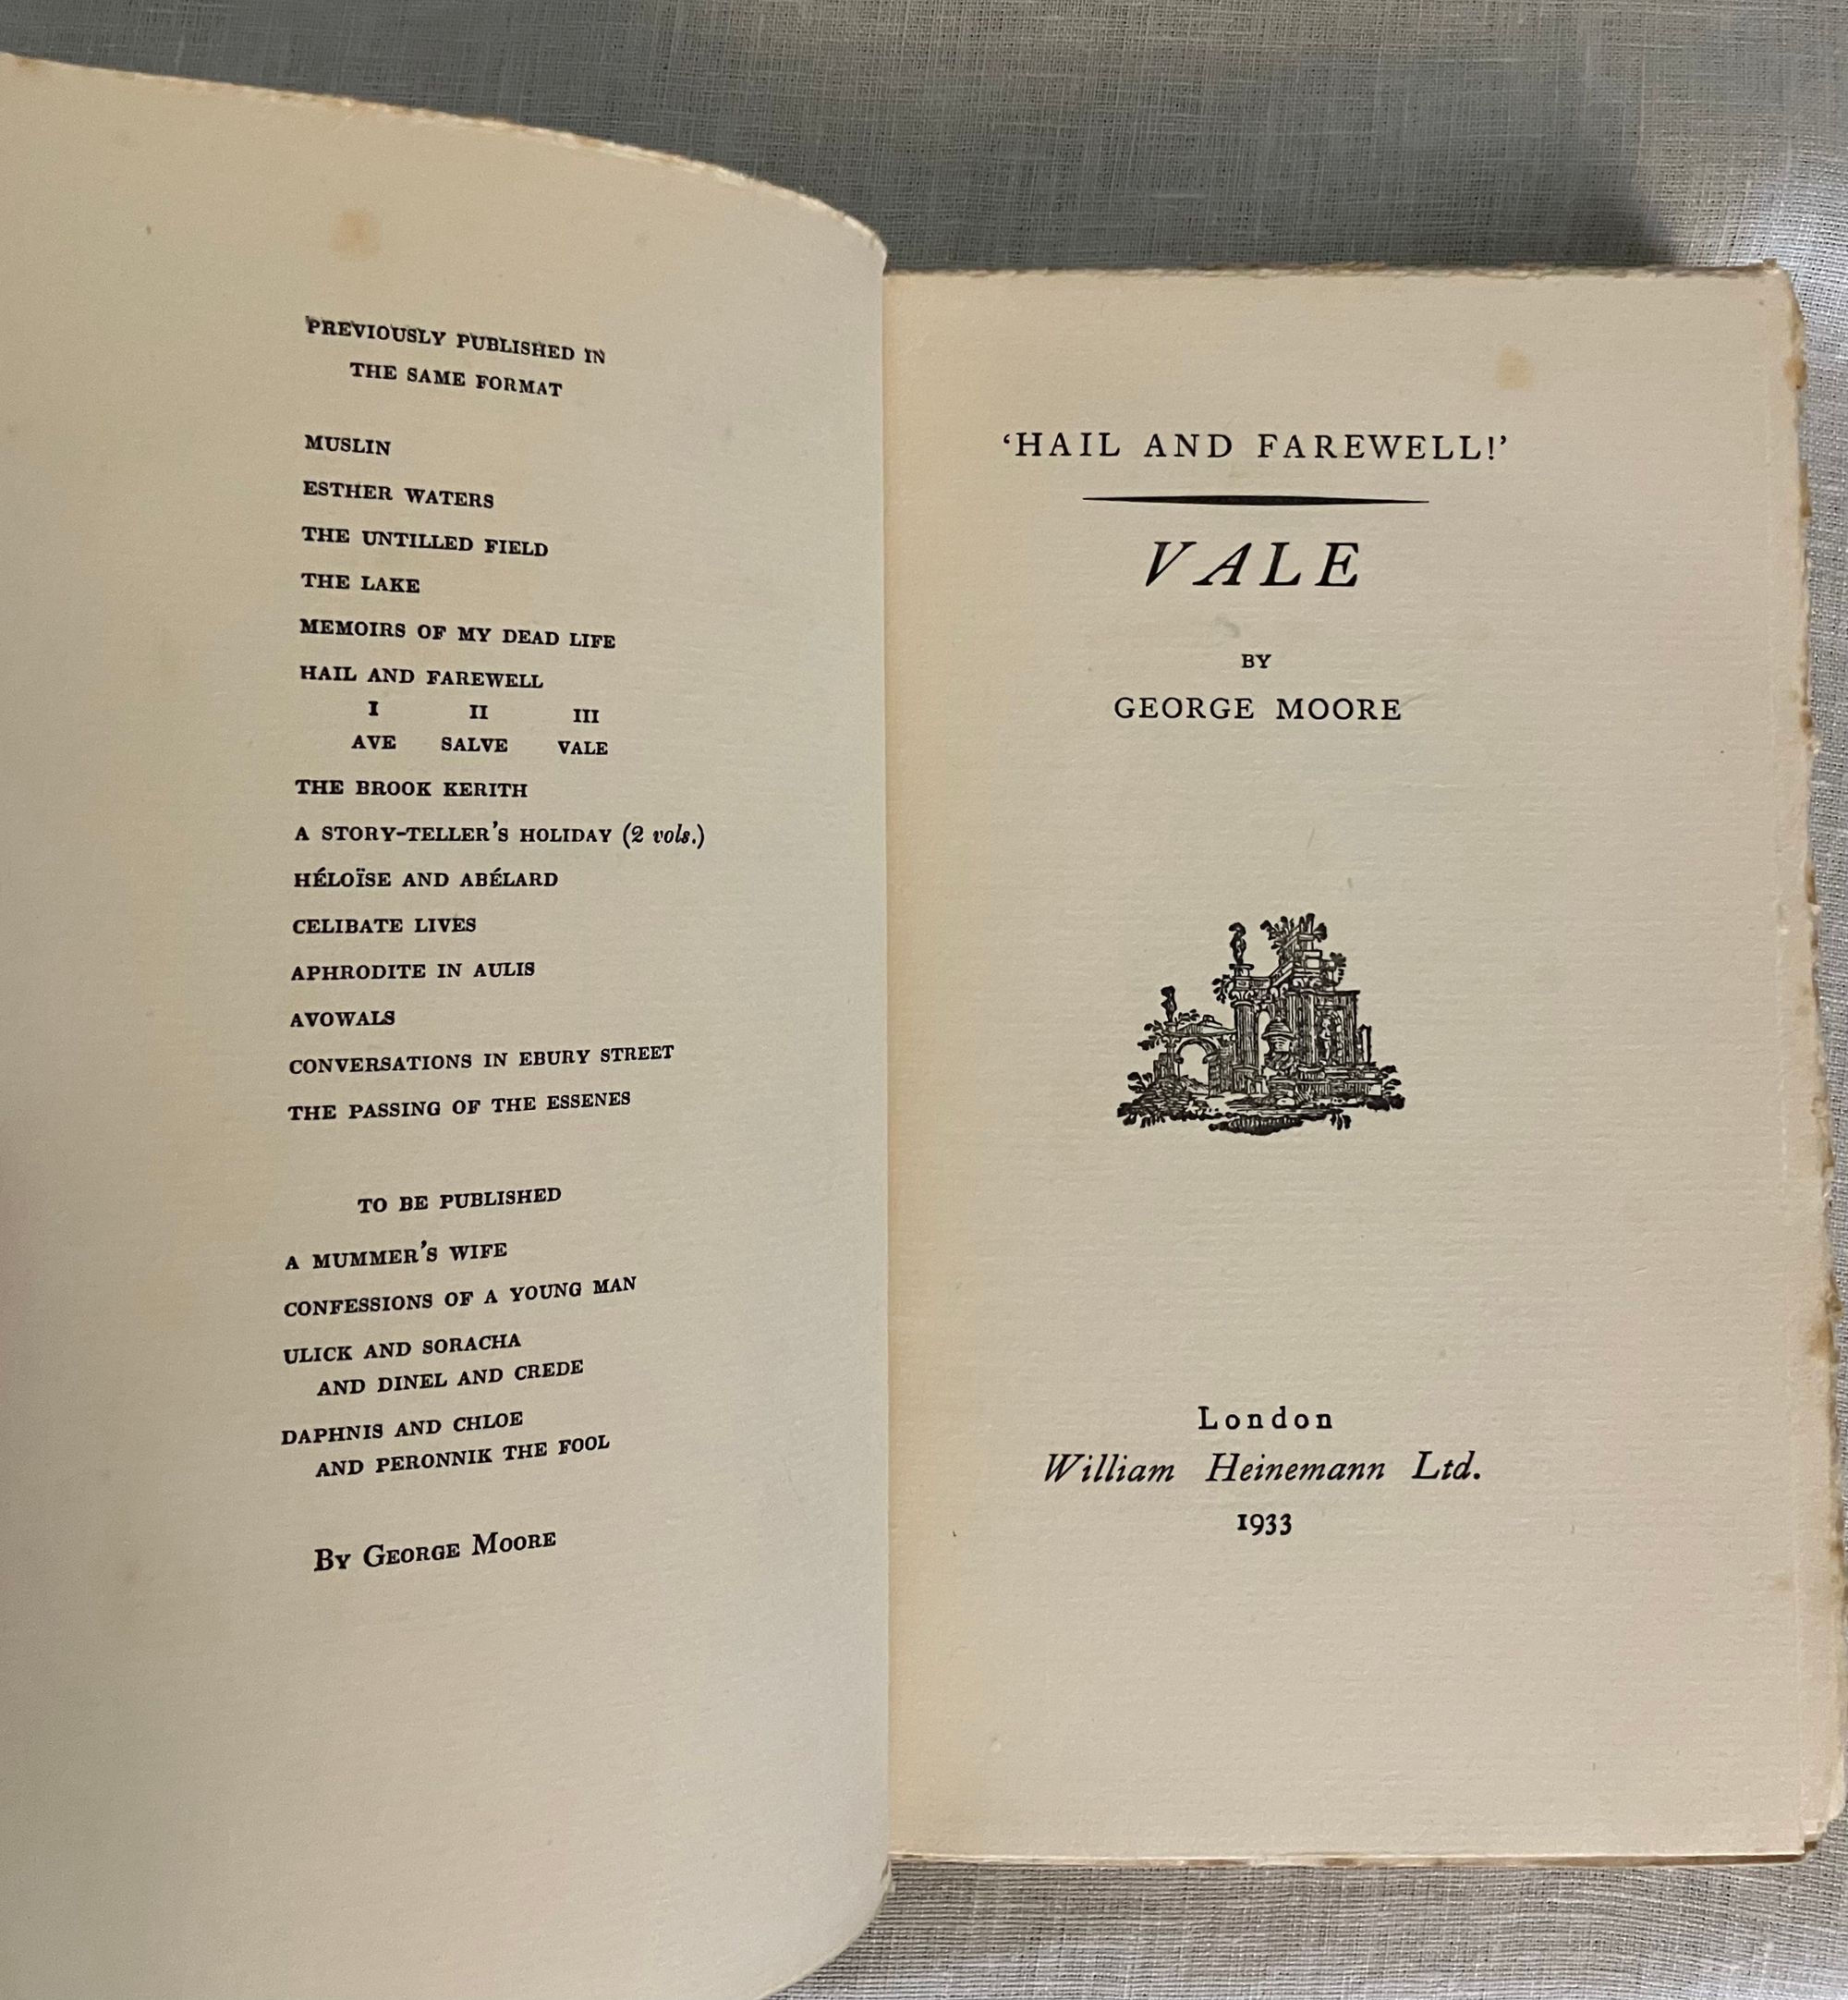 PREVIOUSLY PUBLISHED IN
THE SAME FORMAT
MUSLIN
ESTHER WATERS
THE UNTILLED FIELD
THE LAKE
MEMOIRS OF MY DEAD LIFE
HAIL AND FAREWELL
I II III
AVE SALVE VALE
THE BROOK KERITH
A STORY-TELLER'S HOLIDAY (2 vols.)
HÉLOÏSE AND ABÉLARD
CELIBATE LIVES
APHRODITE IN AULIS
AVOWALS
CONVERSATIONS IN EBURY STREET
THE PASSING OF THE ESSENES
TO BE PUBLISHED
A MUMMER'S WIFE
CONFESSIONS OF A YOUNG MAN
ULICK AND SORACHA
AND DINEL AND CREDE
DAPHNIS AND CHLOE
AND PERONNIK THE FOOL
By GEORGE MOORE
'HAIL AND FAREWELL!'
VALE
BY
GEORGE MOORE
London
William Heinemann Ltd.
1933